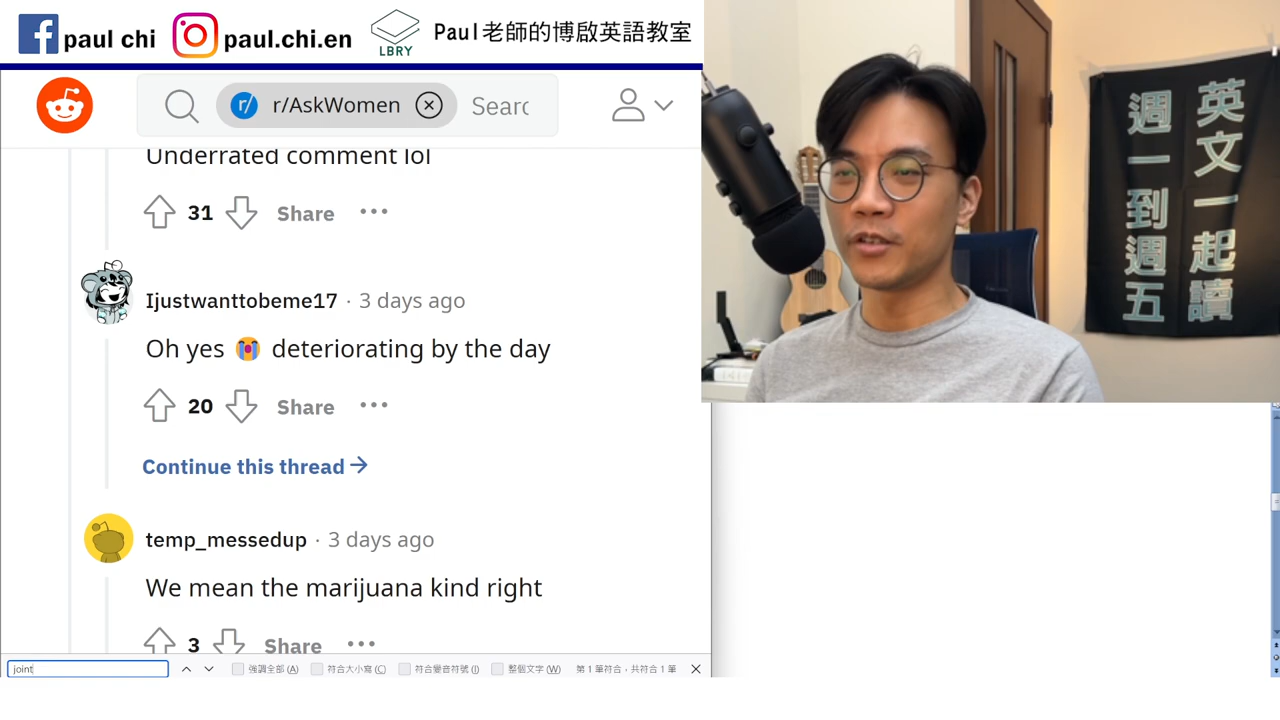 paul chi
paul.chi.en
LBRY
Paul老師的博啟英語教室
r/
r/AskWomen
Searc
Underrated comment lol
31
Share
Ijustwanttobeme17 · 3 days ago
Oh yes 😭 deteriorating by the day
20
Share
Continue this thread →
temp_messedup · 3 days ago
We mean the marijuana kind right
3
Share
joint
強調全部 (A)
符合大小寫 (C)
符合變音符號 (I)
整個文字 (W)
第 1 筆符合，共符合 1 筆
英文一起讀
週一到週五